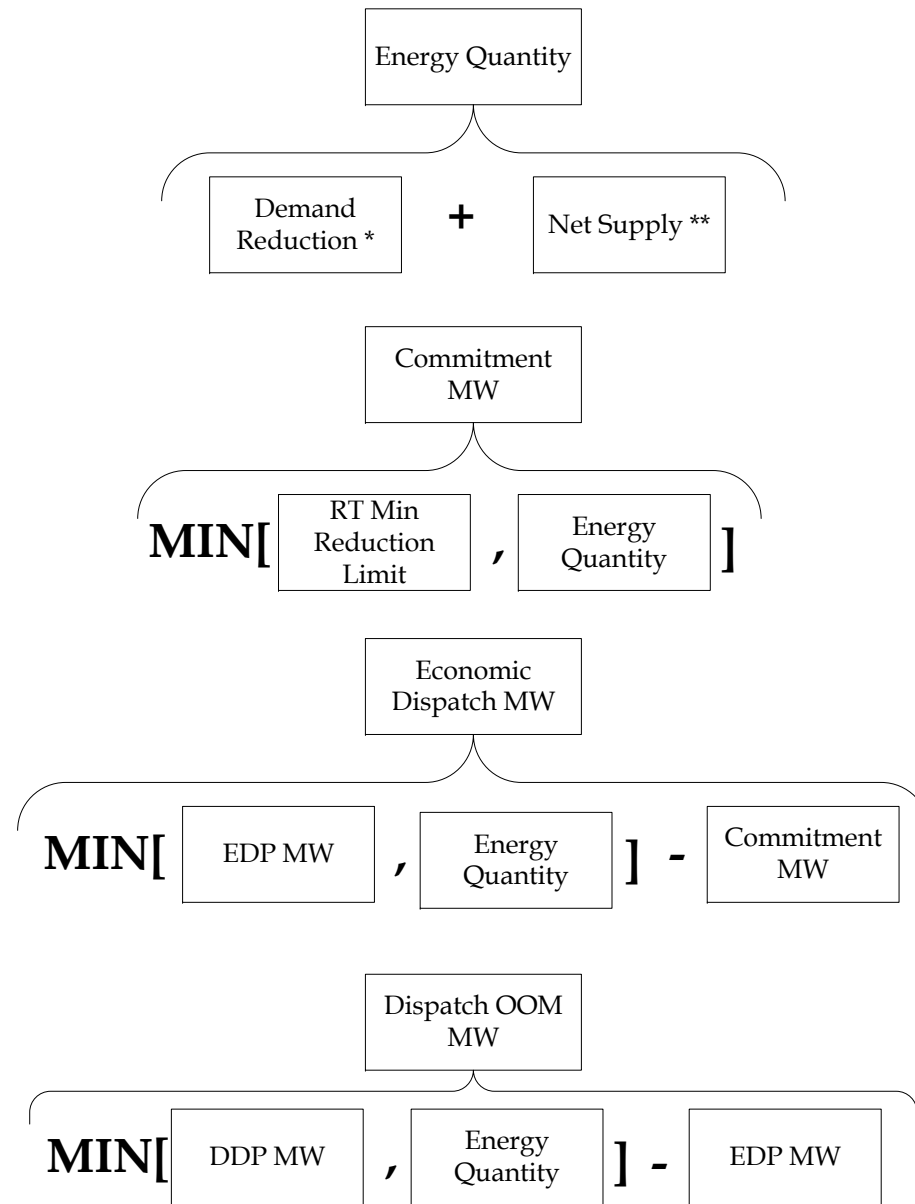 Energy Quantity
Demand
Reduction *
+
Net Supply **
Commitment
MW
MIN[
RT Min
Reduction
Limit
,
Energy
Quantity
]
Economic
Dispatch MW
MIN[
EDP MW
,
Energy
Quantity
]
-
Commitment
MW
Dispatch OOM
MW
MIN[
DDP MW
,
Energy
Quantity
]
-
EDP MW